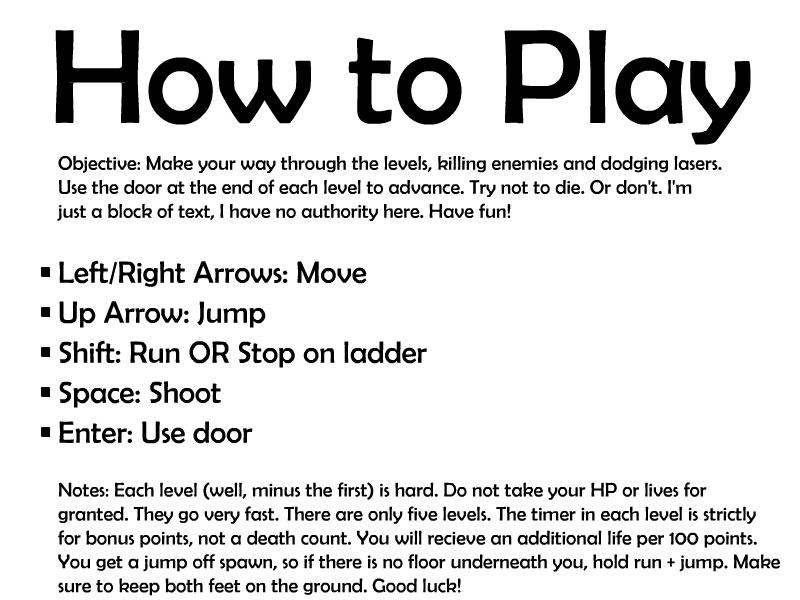 How to Play
Objective: Make your way through the levels, killing enemies and dodging lasers.
Use the door at the end of each level to advance. Try not to die. Or don't. I'm
just a block of text, I have no authority here. Have fun!
▪ Left/Right Arrows: Move
▪ Up Arrow: Jump
▪ Shift: Run OR Stop on ladder
▪ Space: Shoot
▪ Enter: Use door
Notes: Each level (well, minus the first) is hard. Do not take your HP or lives for
granted. They go very fast. There are only five levels. The timer in each level is strictly
for bonus points, not a death count. You will recieve an additional life per 100 points.
You get a jump off spawn, so if there is no floor underneath you, hold run + jump. Make
sure to keep both feet on the ground. Good luck!